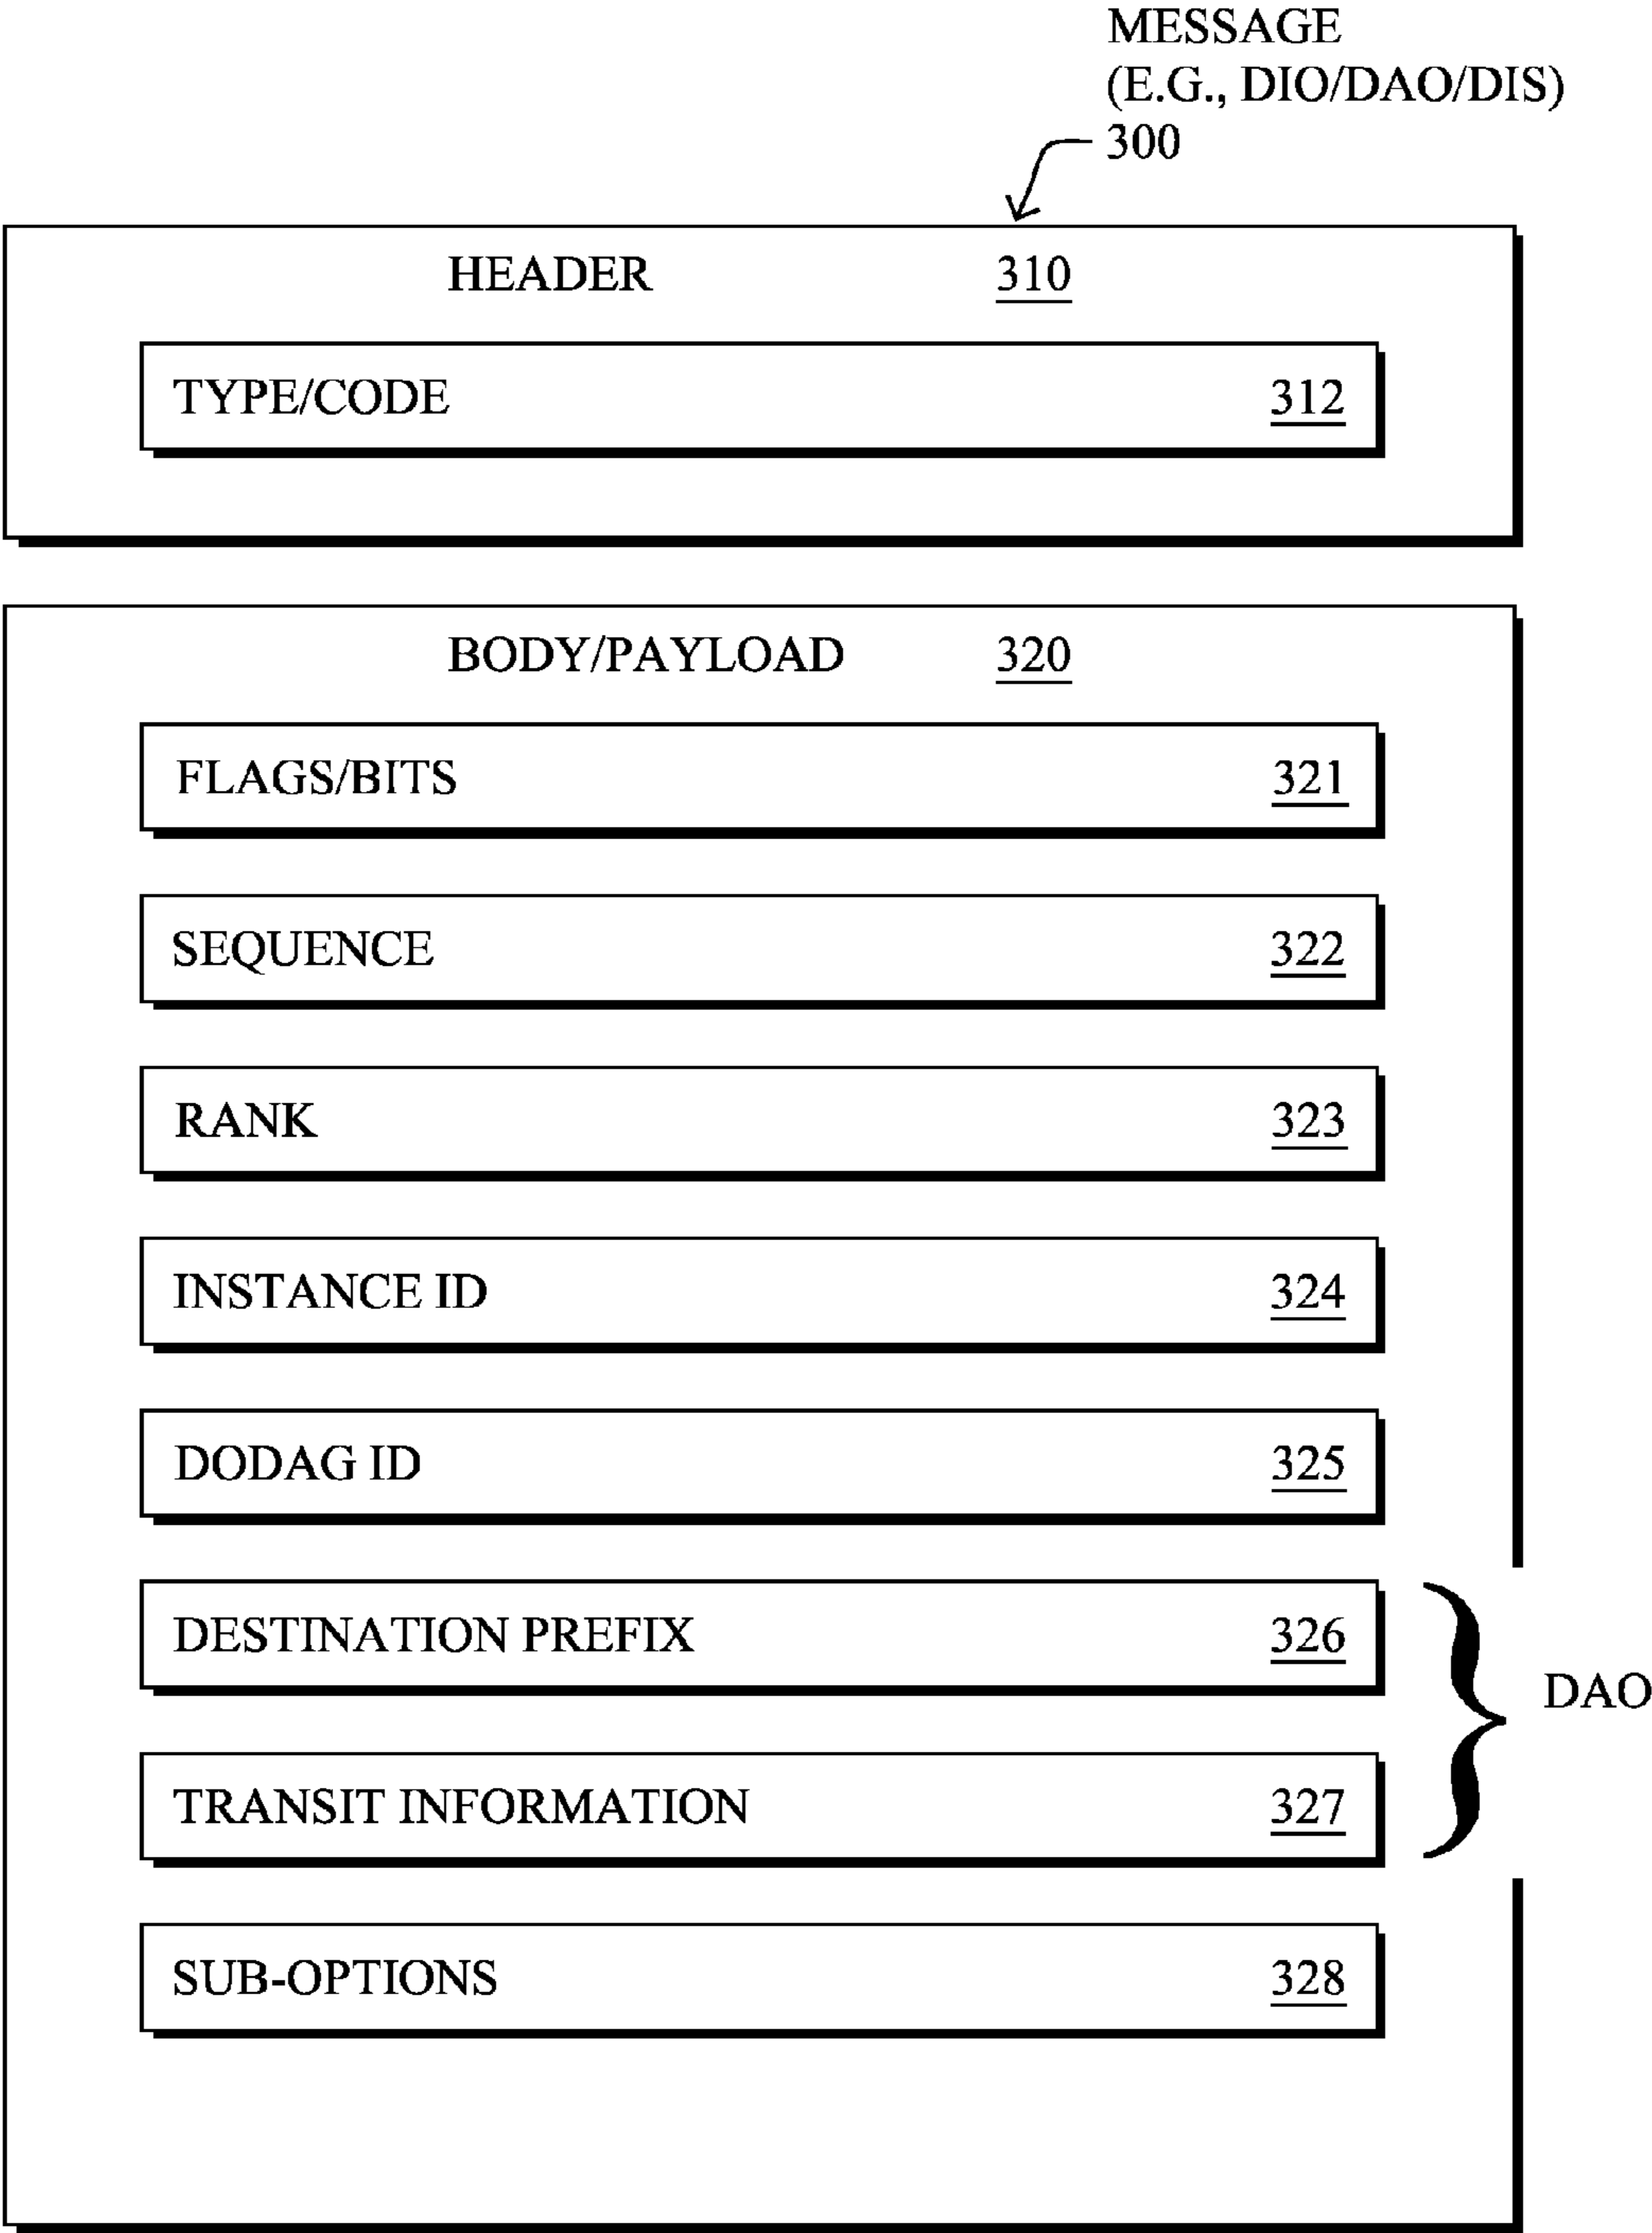 MESSAGE
(E.G., DIO/DAO/DIS)
300
HEADER 310
TYPE/CODE 312
BODY/PAYLOAD 320
FLAGS/BITS 321
SEQUENCE 322
RANK 323
INSTANCE ID 324
DODAG ID 325
DESTINATION PREFIX 326
DAO
TRANSIT INFORMATION 327
SUB-OPTIONS 328